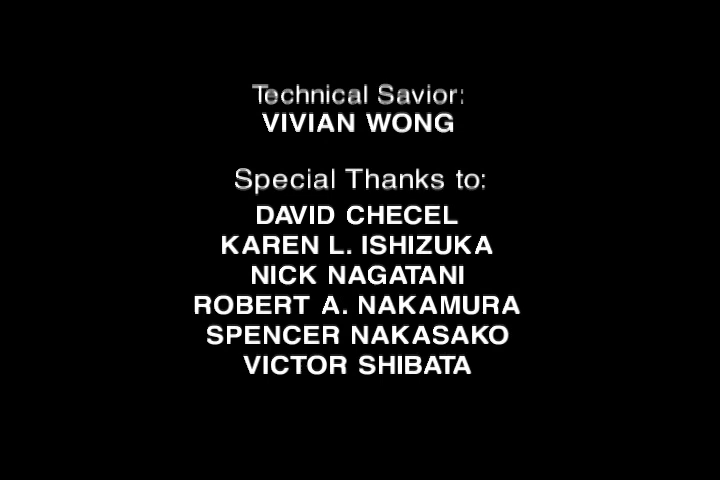 Technical Savior:
VIVIAN WONG
Special Thanks to:
DAVID CHECEL
KAREN L. ISHIZUKA
NICK NAGATANI
ROBERT A. NAKAMURA
SPENCER NAKASAKO
VICTOR SHIBATA